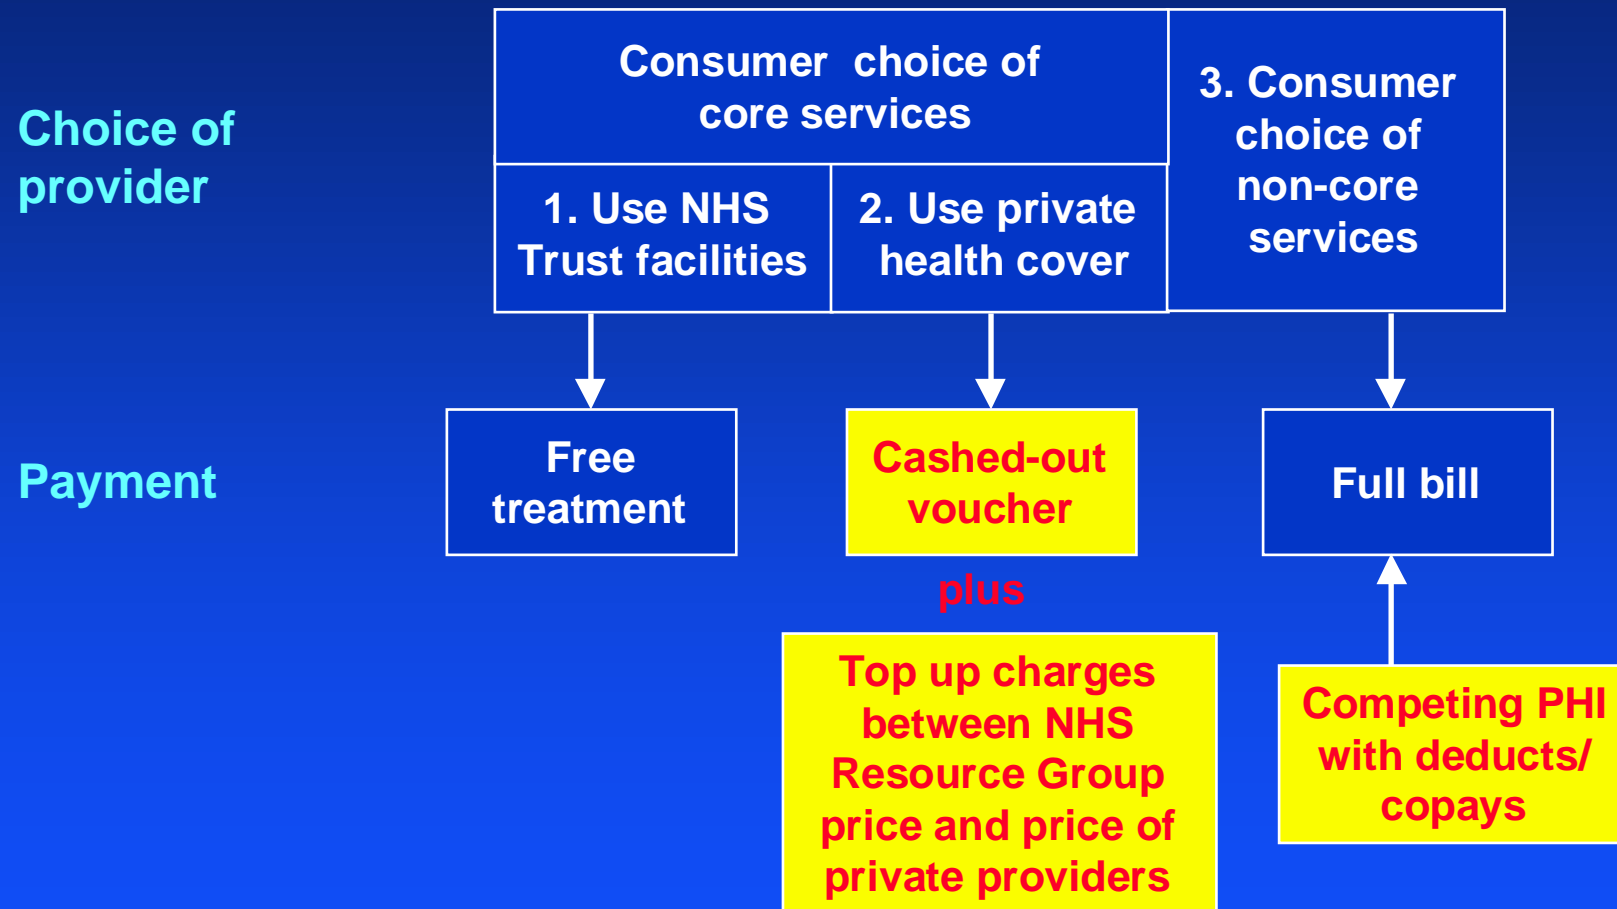 Choice of
provider
Consumer choice of
core services
1. Use NHS
Trust facilities
2. Use private
health cover
3. Consumer
choice of
non-core
services
Payment
Free
treatment
Cashed-out
voucher
plus
Top up charges
between NHS
Resource Group
price and price of
private providers
Full bill
Competing PHI
with deducts/
copays